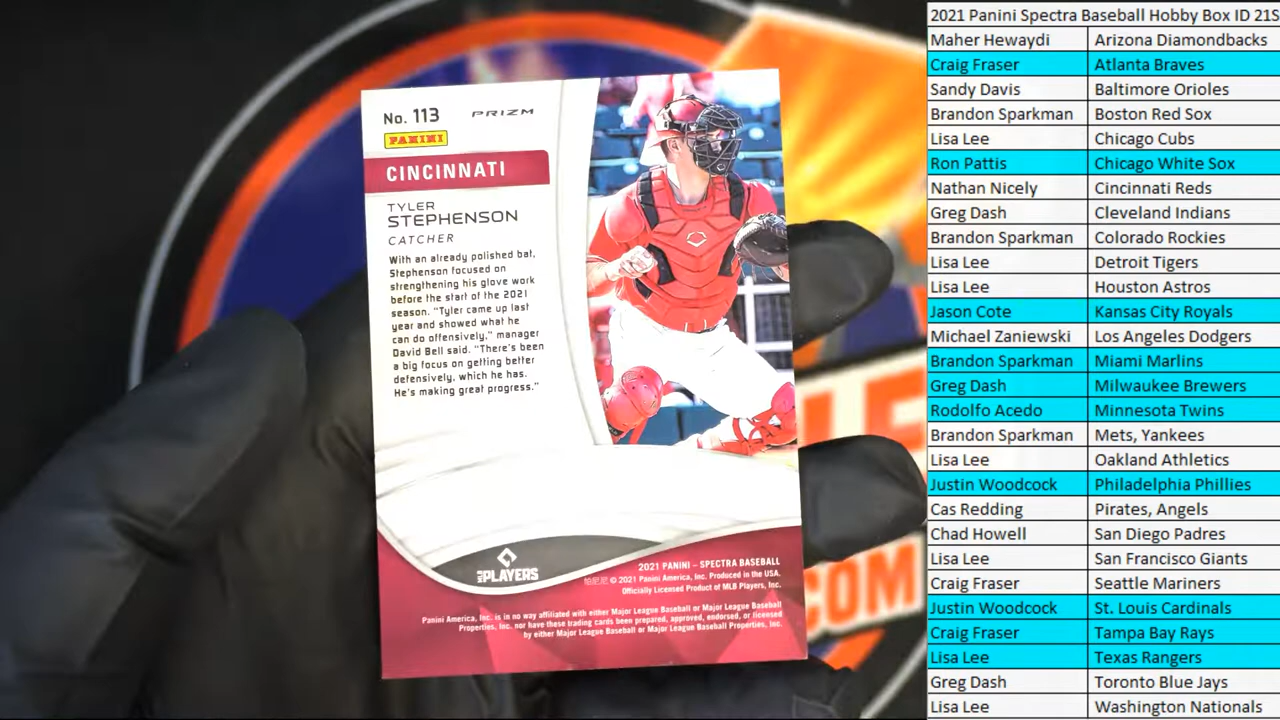 No. 113
PRIZM
PANINI
CINCINNATI
TYLER
STEPHENSON
CATCHER
With an already polished bat,
Stephenson focused on
strengthening his glove work
before the start of the 2021
season. "Tyler came up last
year and showed what he
can do offensively," manager
David Bell said. "There's been
a big focus on getting better
defensively, which he has.
He's making great progress."
PLAYERS
2021 PANINI – SPECTRA BASEBALL
© 2021 Panini America, Inc. Produced in the USA.
Officially Licensed Product of MLB Players, Inc.
Panini America, Inc. is in no way affiliated with either Major League Baseball or Major League Baseball
Properties, Inc. nor have these trading cards been prepared, approved, endorsed, or licensed
by either Major League Baseball or Major League Baseball Properties, Inc.
COM
2021 Panini Spectra Baseball Hobby Box ID 21S
Maher Hewaydi Arizona Diamondbacks
Craig Fraser Atlanta Braves
Sandy Davis Baltimore Orioles
Brandon Sparkman Boston Red Sox
Lisa Lee Chicago Cubs
Ron Pattis Chicago White Sox
Nathan Nicely Cincinnati Reds
Greg Dash Cleveland Indians
Brandon Sparkman Colorado Rockies
Lisa Lee Detroit Tigers
Lisa Lee Houston Astros
Jason Cote Kansas City Royals
Michael Zaniewski Los Angeles Dodgers
Brandon Sparkman Miami Marlins
Greg Dash Milwaukee Brewers
Rodolfo Acedo Minnesota Twins
Brandon Sparkman Mets, Yankees
Lisa Lee Oakland Athletics
Justin Woodcock Philadelphia Phillies
Cas Redding Pirates, Angels
Chad Howell San Diego Padres
Lisa Lee San Francisco Giants
Craig Fraser Seattle Mariners
Justin Woodcock St. Louis Cardinals
Craig Fraser Tampa Bay Rays
Lisa Lee Texas Rangers
Greg Dash Toronto Blue Jays
Lisa Lee Washington Nationals